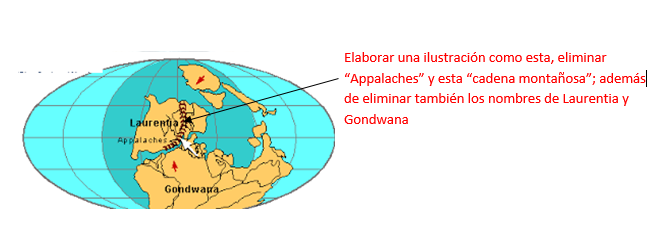 Elaborar una ilustración como esta, eliminar
“Appalaches” y esta “cadena montañosa”; además
de eliminar también los nombres de Laurentia y
Gondwana
Laurentia
Appalaches
Gondwana